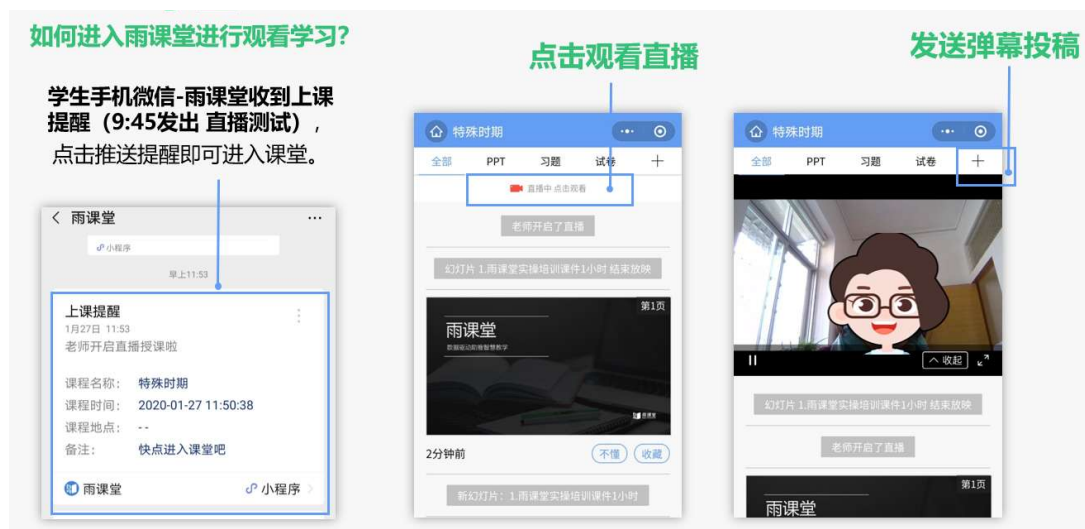 如何进入雨课堂进行观看学习?
学生手机微信-雨课堂收到上课
提醒（9:45发出 直播测试），
点击推送提醒即可进入课堂。
雨课堂
小程序
早上11:53
上课提醒
1月27日 11:53
老师开启直播授课啦
课程名称： 特殊时期
课程时间： 2020-01-27 11:50:38
课程地点： --
备注： 快点进入课堂吧
雨课堂 小程序
点击观看直播
特殊时期
全部 PPT 习题 试卷
直播中 点击观看
老师开启了直播
幻灯片 1.雨课堂实操培训课件1小时 结束放映
第1页
雨课堂
数据驱动的智慧教学
雨课堂
2分钟前 不懂 收藏
新幻灯片：1.雨课堂实操培训课件1小时
发送弹幕投稿
特殊时期
全部 PPT 习题 试卷
收起
幻灯片 1.雨课堂实操培训课件1小时 结束放映
老师开启了直播
第1页
雨课堂